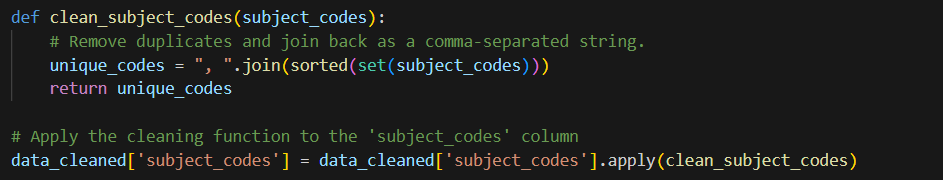 def clean_subject_codes(subject_codes):
    # Remove duplicates and join back as a comma-separated string.
    unique_codes = ", ".join(sorted(set(subject_codes)))
    return unique_codes

# Apply the cleaning function to the 'subject_codes' column
data_cleaned['subject_codes'] = data_cleaned['subject_codes'].apply(clean_subject_codes)